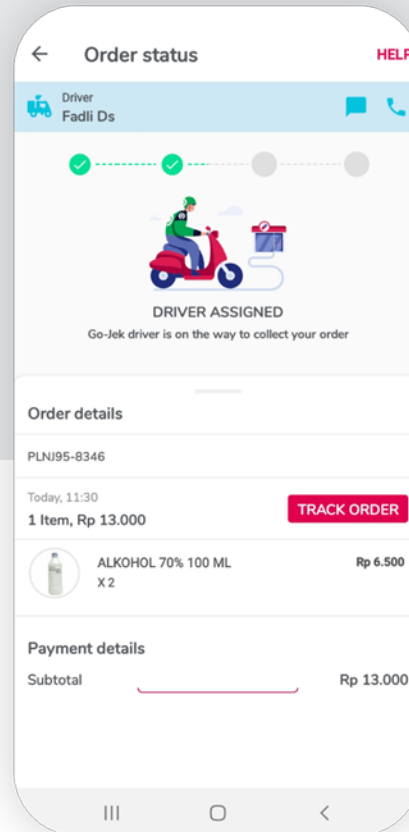 Order status
HELP
Driver
Fadli Ds
DRIVER ASSIGNED
Go-Jek driver is on the way to collect your order
Order details
PLNJ95-8346
Today, 11:30
1 Item, Rp 13.000
TRACK ORDER
ALKOHOL 70% 100 ML
Rp 6.500
X 2
Payment details
Subtotal
Rp 13.000